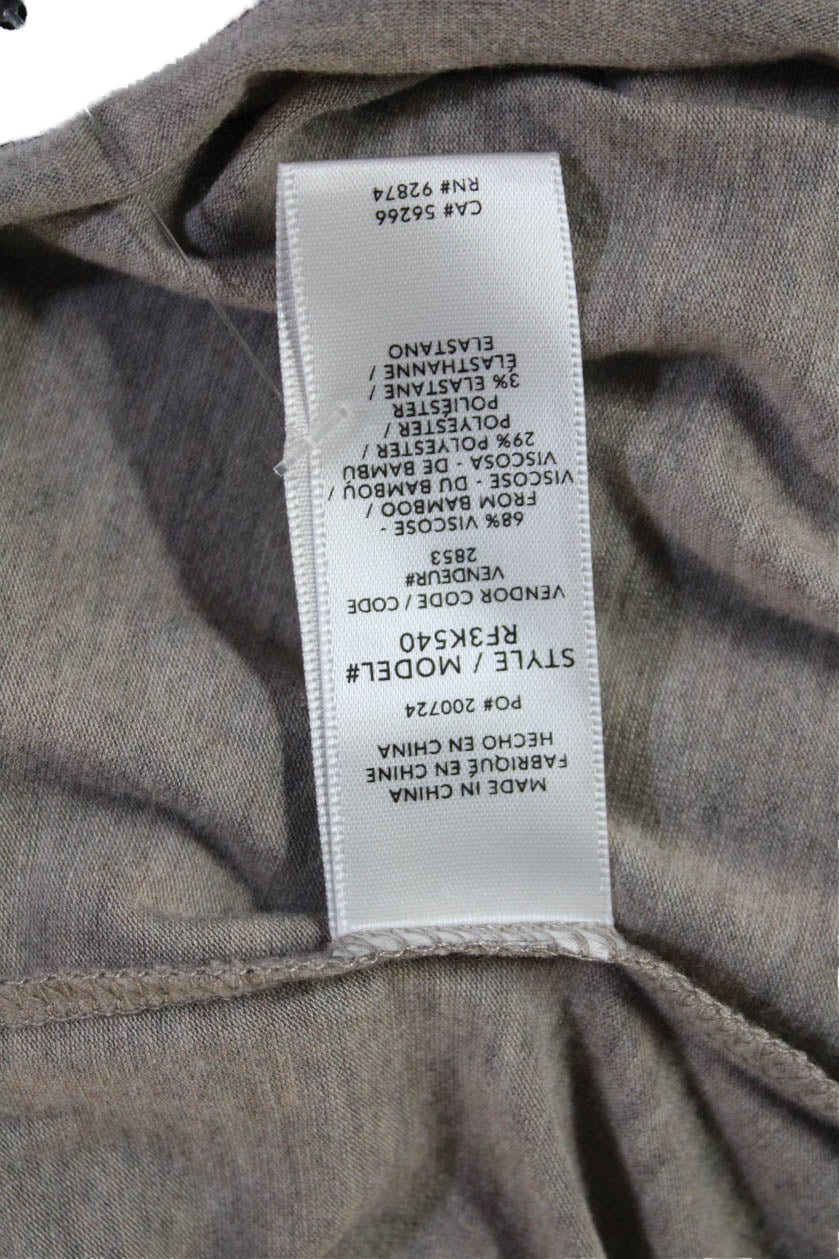 MADE IN CHINA
FABRIQUÉ EN CHINE
HECHO EN CHINA
PO# 200724
STYLE / MODEL#
RF3K540
VENDOR CODE / CODE
VENDEUR#
2853
68% VISCOSE -
FROM BAMBOO /
VISCOSE - DU BAMBOU /
VISCOSA - DE BAMBÚ
29% POLYESTER /
POLYESTER /
POLIÉSTER
3% ELASTANE /
ÉLASTHANNE /
ELASTANO
CA# 56266
RN# 92874